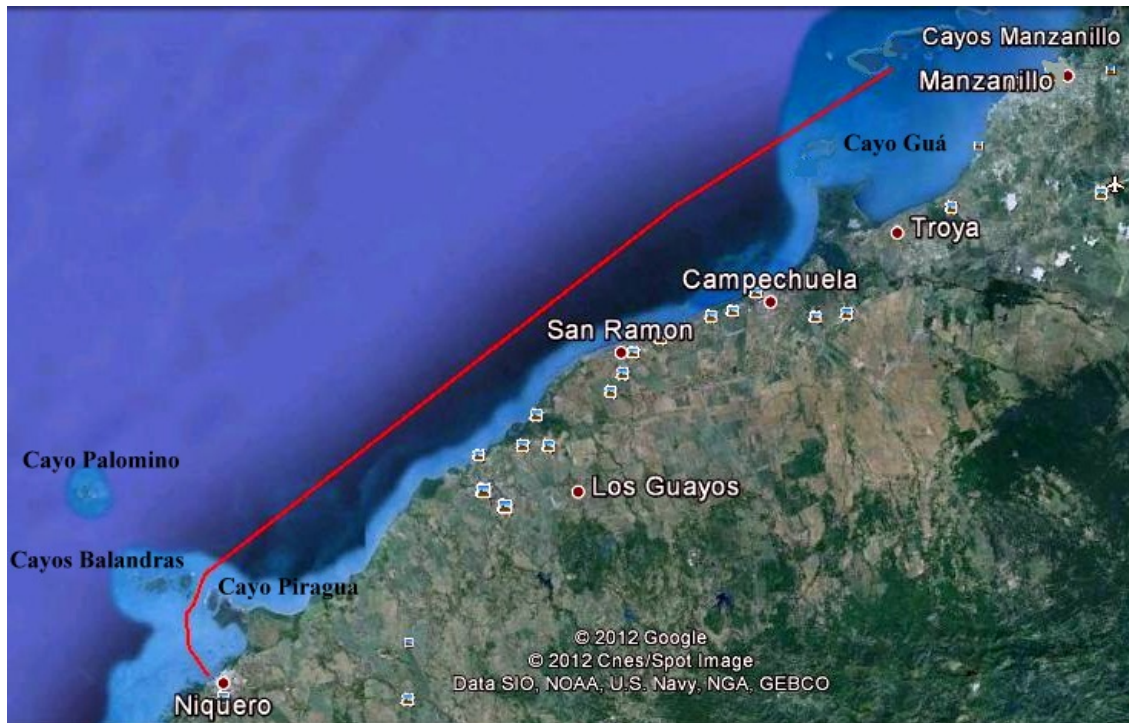 Cayos Manzanillo
Manzanillo
Cayo Guá
Troya
Campechuela
San Ramon
Cayo Palomino
Los Guayos
Cayos Balandras
Cayo Piragua
© 2012 Google
© 2012 Cnes/Spot Image
Data SIO, NOAA, U.S. Navy, NGA, GEBCO
Niquero